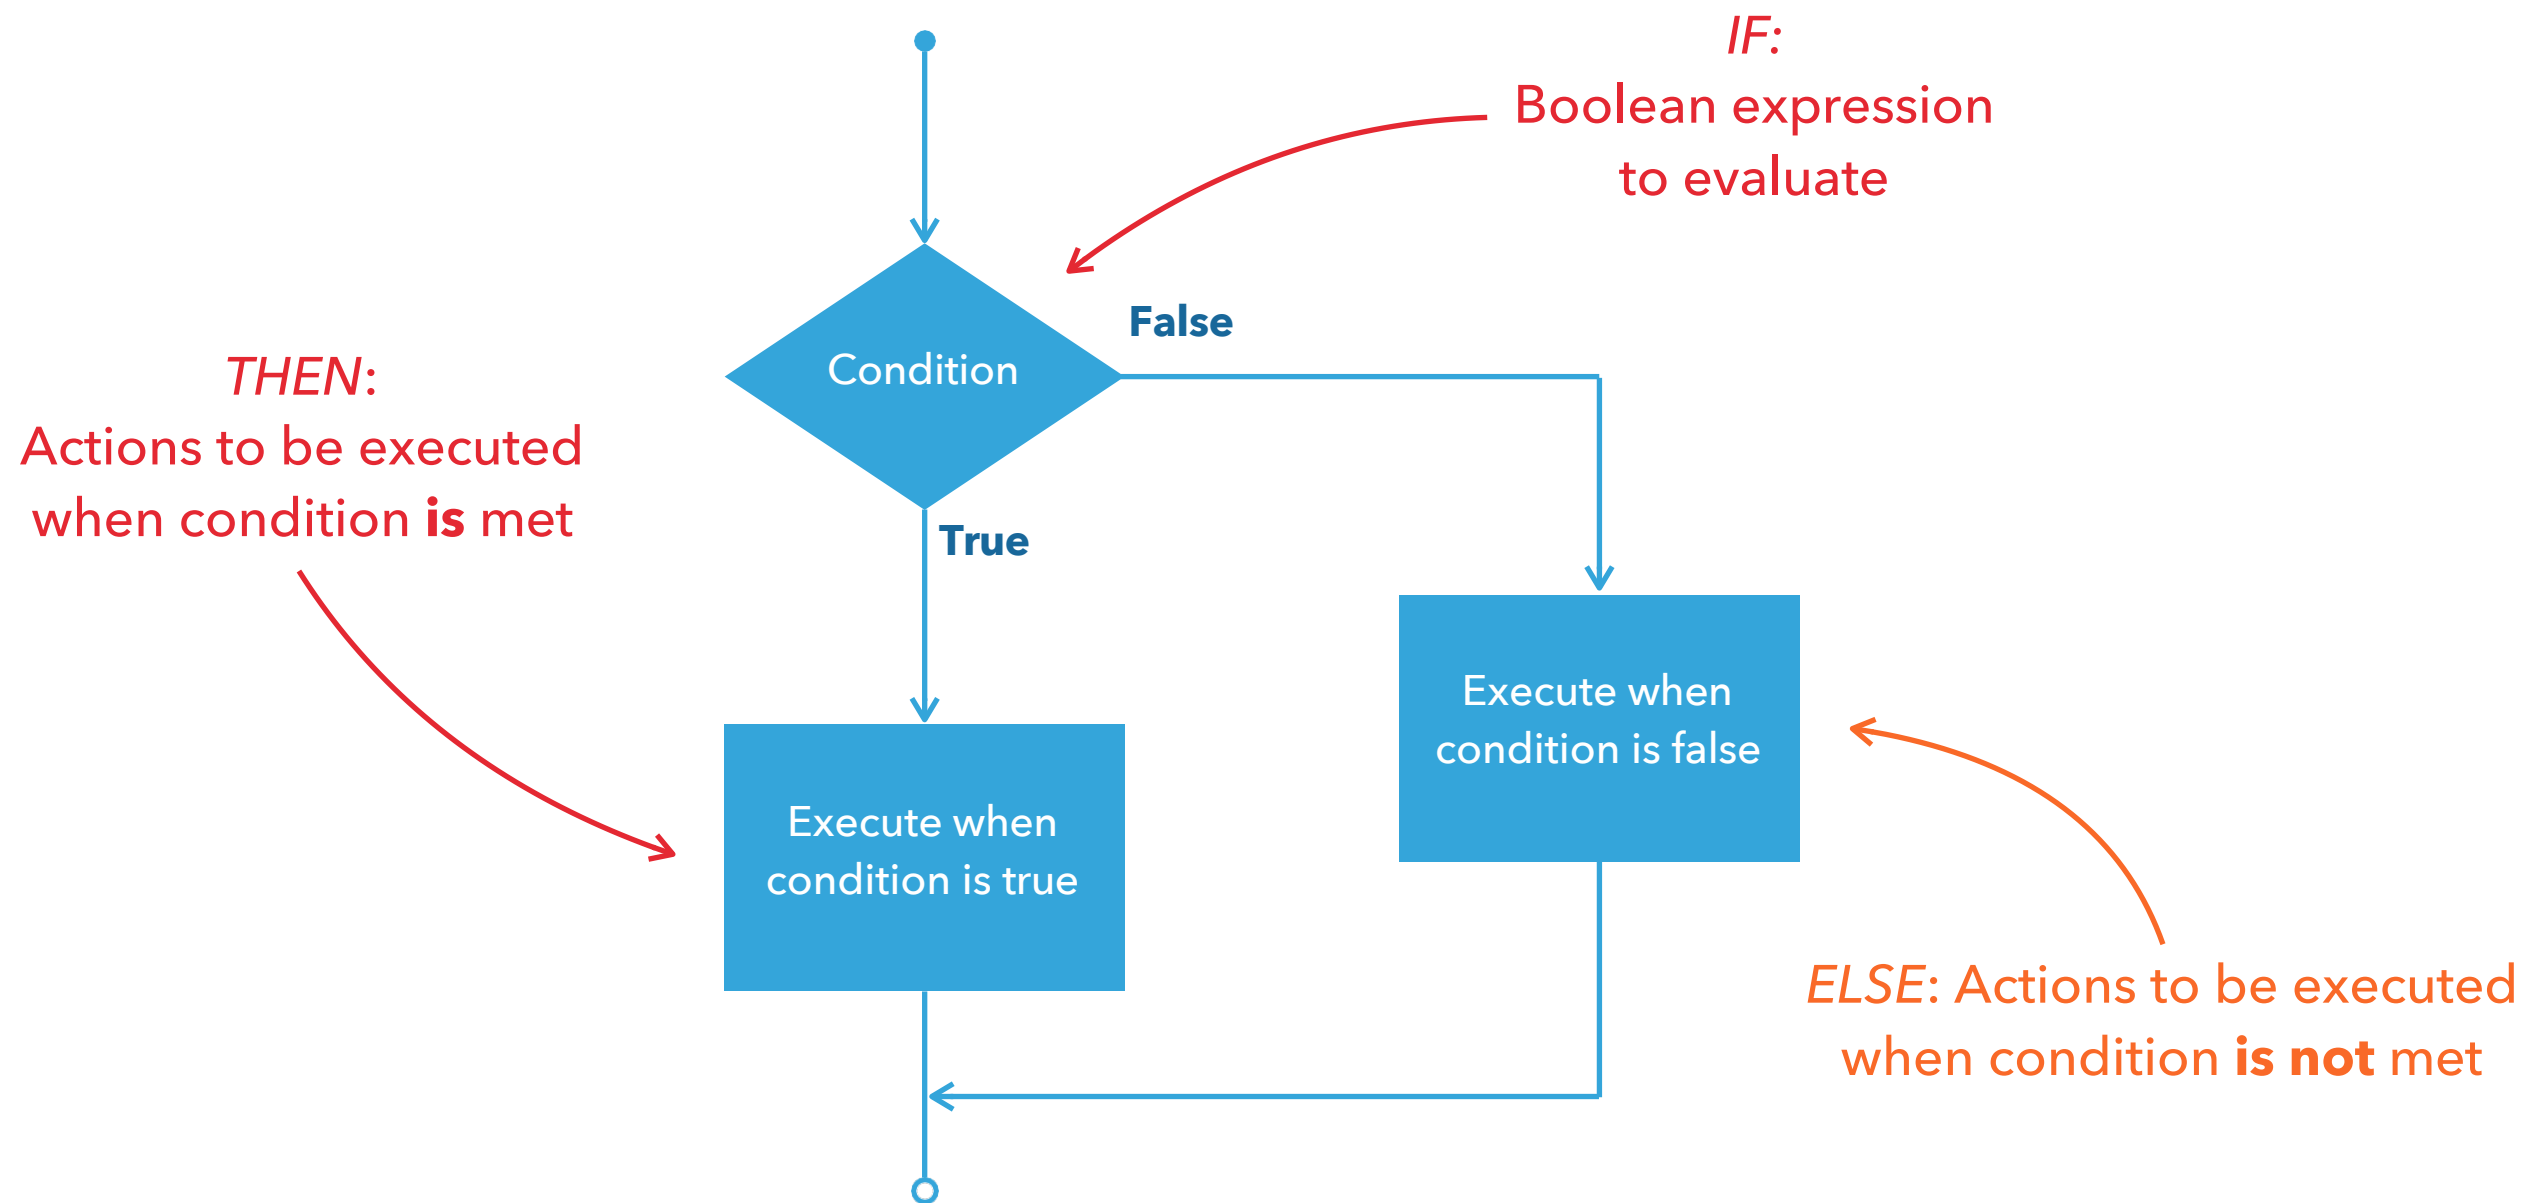 IF:
Boolean expression
to evaluate
False
Condition
THEN:
Actions to be executed
when condition is met
True
Execute when
condition is false
Execute when
condition is true
ELSE: Actions to be executed
when condition is not met